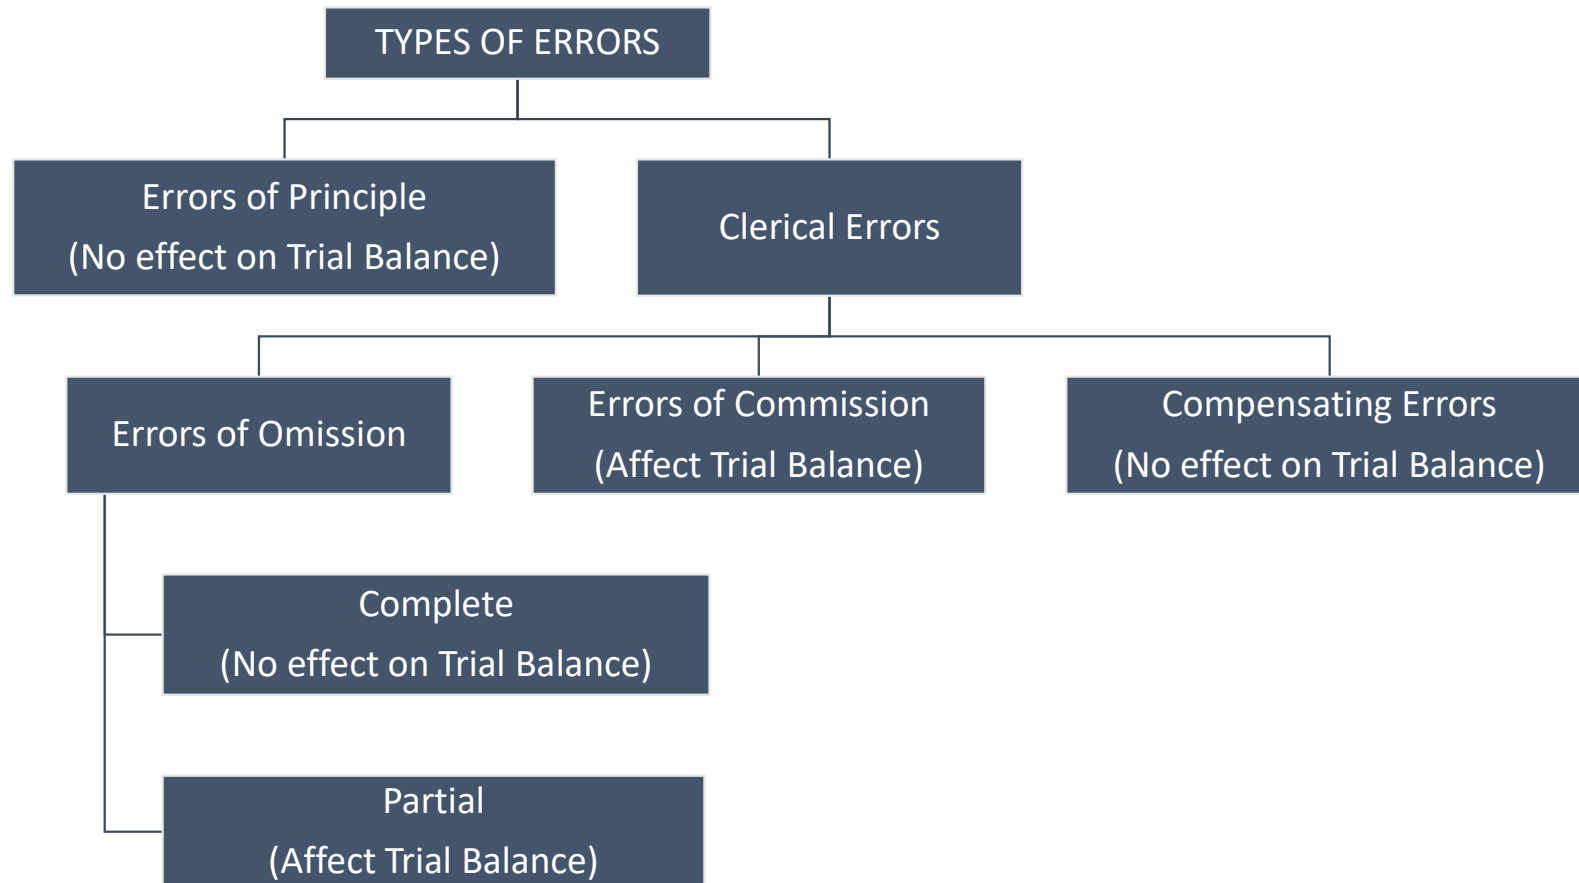 TYPES OF ERRORS
Errors of Principle
(No effect on Trial Balance)
Clerical Errors
Errors of Omission
Errors of Commission
(Affect Trial Balance)
Compensating Errors
(No effect on Trial Balance)
Complete
(No effect on Trial Balance)
Partial
(Affect Trial Balance)